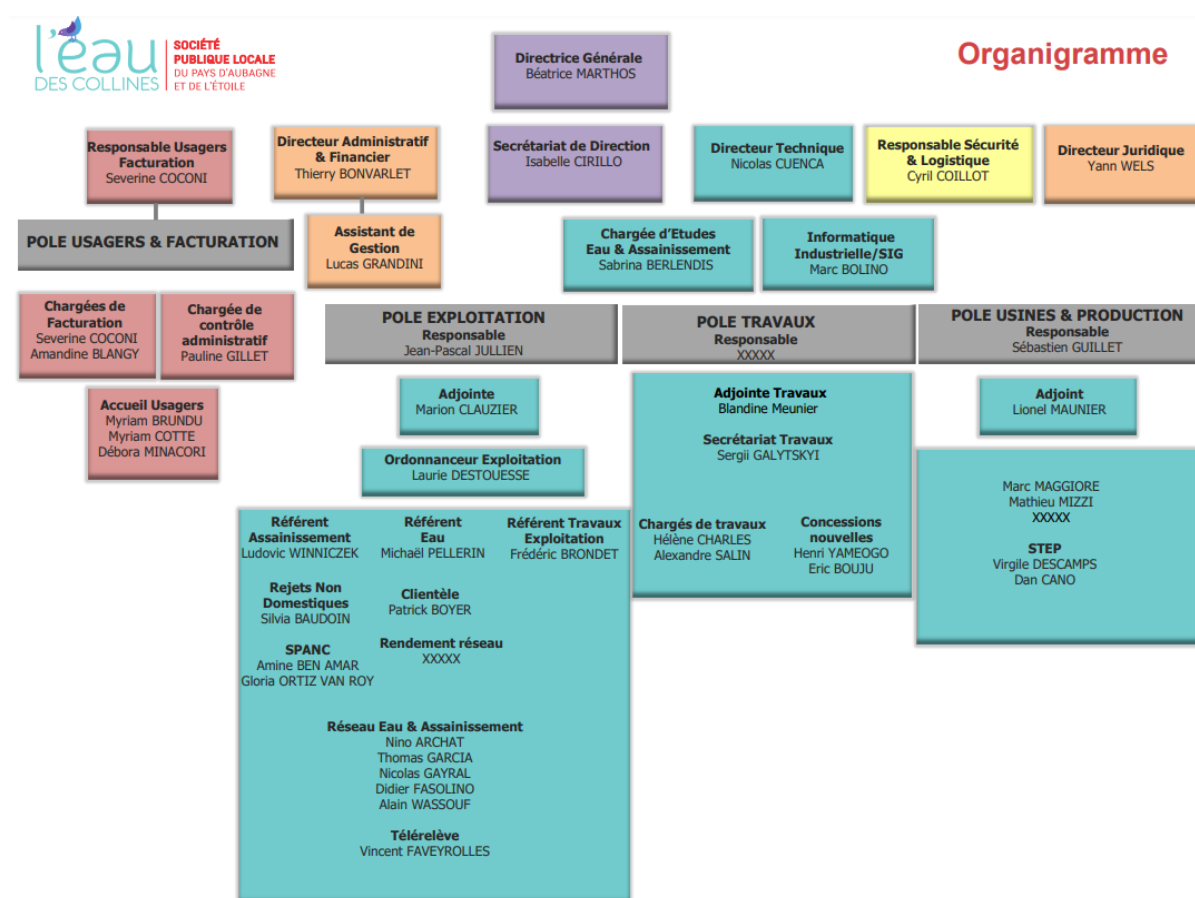 l'eau
DES COLLINES
SOCIÉTÉ
PUBLIQUE LOCALE
DU PAYS D'AUBAGNE
ET DE L'ÉTOILE
Organigramme
Directrice Générale
Béatrice MARTHOS
Responsable Usagers
Facturation
Severine COCONI
Directeur Administratif
& Financier
Thierry BONVARLET
Secrétariat de Direction
Isabelle CIRILLO
Directeur Technique
Nicolas CUENCA
Responsable Sécurité
& Logistique
Cyril COILLOT
Directeur Juridique
Yann WELS
POLE USAGERS & FACTURATION
Assistant de
Gestion
Lucas GRANDINI
Chargée d'Etudes
Eau & Assainissement
Sabrina BERLENDIS
Informatique
Industrielle/SIG
Marc BOLINO
Chargées de
Facturation
Severine COCONI
Amandine BLANGY
Chargée de
contrôle
administratif
Pauline GILLET
Accueil Usagers
Myriam BRUNDU
Myriam COTTE
Débora MINACORI
POLE EXPLOITATION
Responsable
Jean-Pascal JULLIEN
Adjointe
Marion CLAUZIER
Ordonnanceur Exploitation
Laurie DESTOUESSE
Référent
Assainissement
Ludovic WINNICZEK
Référent
Eau
Michaël PELLERIN
Référent Travaux
Exploitation
Frédéric BRONDET
Rejets Non
Domestiques
Silvia BAUDOIN
Clientèle
Patrick BOYER
SPANC
Amine BEN AMAR
Gloria ORTIZ VAN ROY
Rendement réseau
XXXXX
Réseau Eau & Assainissement
Nino ARCHAT
Thomas GARCIA
Nicolas GAYRAL
Didier FASOLINO
Alain WASSOUF
Télérelève
Vincent FAVEYROLLES
POLE TRAVAUX
Responsable
XXXXX
Adjointe Travaux
Blandine Meunier
Secrétariat Travaux
Sergii GALYTSKYI
Chargés de travaux
Hélène CHARLES
Alexandre SALIN
Concessions
nouvelles
Henri YAMEOGO
Eric BOUJU
POLE USINES & PRODUCTION
Responsable
Sébastien GUILLET
Adjoint
Lionel MAUNIER
Marc MAGGIORE
Mathieu MIZZI
XXXXX
STEP
Virgile DESCAMPS
Dan CANO